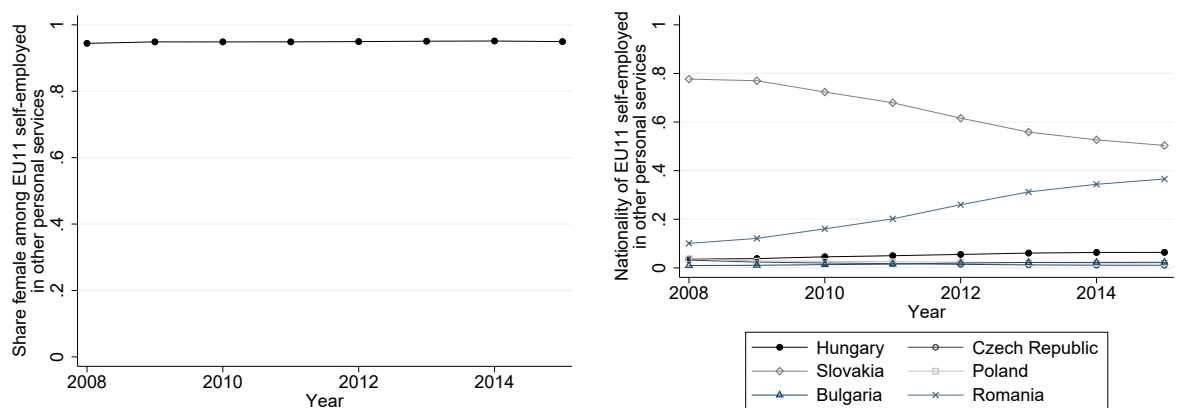 Share female among EU11 self-employed
in other personal services
1
.8
.6
.4
.2
0
2008 2010 2012 2014
Year
Nationality of EU11 self-employed
in other personal services
1
.8
.6
.4
.2
0
2008 2010 2012 2014
Year
Hungary Czech Republic
Slovakia Poland
Bulgaria Romania